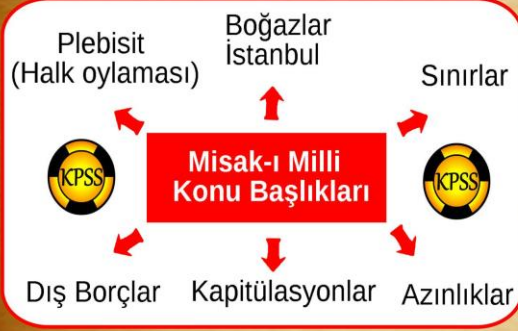 Plebisit
(Halk oylaması)
Boğazlar
İstanbul
Sınırlar
KPSS
Misak-ı Milli
Konu Başlıkları
KPSS
Dış Borçlar
Kapitülasyonlar
Azınlıklar